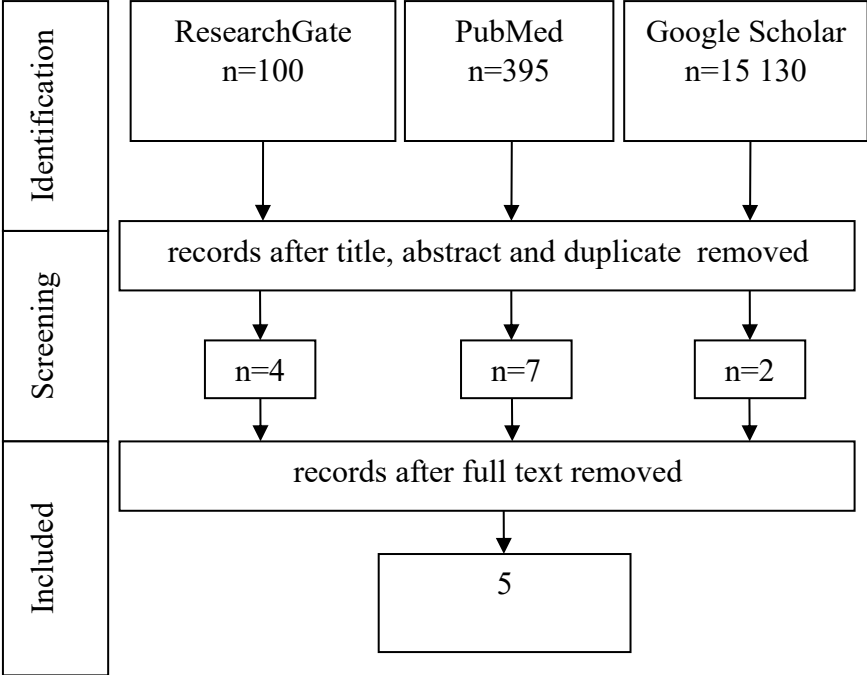 Identification
ResearchGate
n=100
PubMed
n=395
Google Scholar
n=15 130
records after title, abstract and duplicate removed
Screening
n=4
n=7
n=2
records after full text removed
Included
5